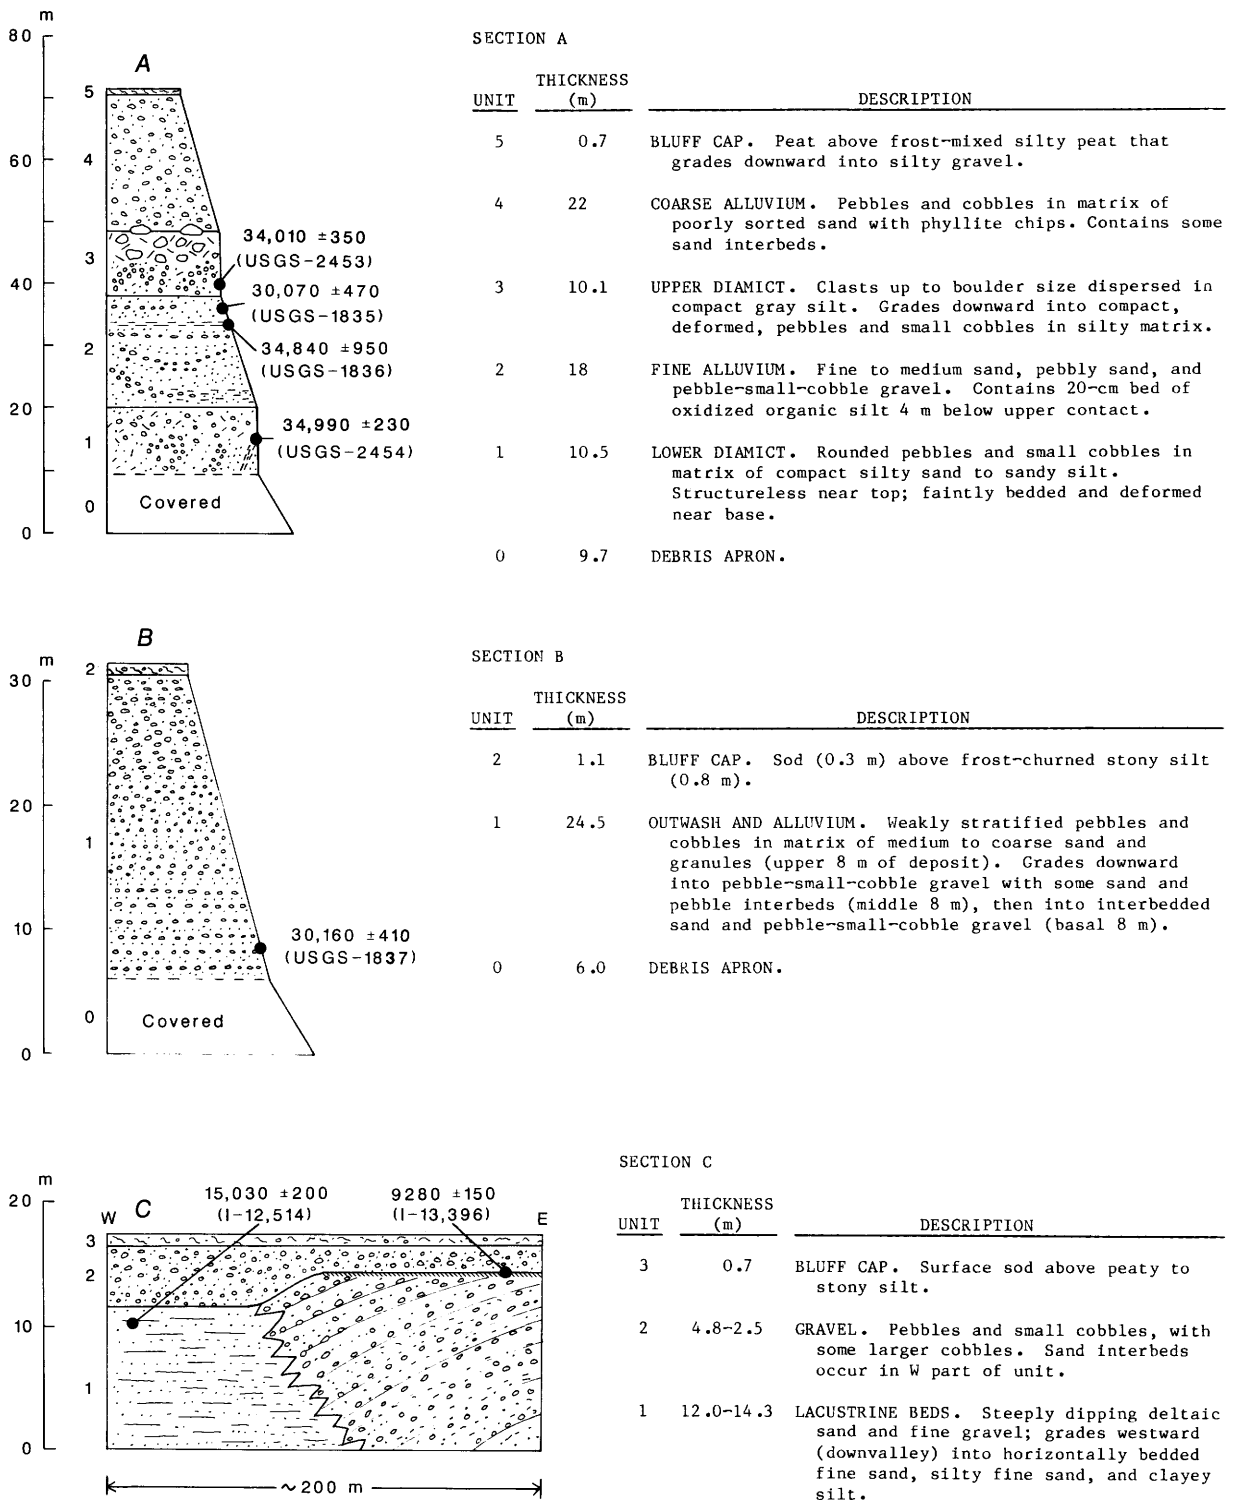 m
80
60
40
20
0
A
5
4
3
2
1
0
34,010 ±350
(USGS-2453)
30,070 ±470
(USGS-1835)
34,840 ±950
(USGS-1836)
34,990 ±230
(USGS-2454)
Covered
SECTION A
THICKNESS
UNIT (m) DESCRIPTION
5 0.7 BLUFF CAP. Peat above frost-mixed silty peat that
grades downward into silty gravel.
4 22 COARSE ALLUVIUM. Pebbles and cobbles in matrix of
poorly sorted sand with phyllite chips. Contains some
sand interbeds.
3 10.1 UPPER DIAMICT. Clasts up to boulder size dispersed in
compact gray silt. Grades downward into compact,
deformed, pebbles and small cobbles in silty matrix.
2 18 FINE ALLUVIUM. Fine to medium sand, pebbly sand, and
pebble-small-cobble gravel. Contains 20-cm bed of
oxidized organic silt 4 m below upper contact.
1 10.5 LOWER DIAMICT. Rounded pebbles and small cobbles in
matrix of compact silty sand to sandy silt.
Structureless near top; faintly bedded and deformed
near base.
0 9.7 DEBRIS APRON.
m
30
20
10
0
B
2
1
0
30,160 ±410
(USGS-1837)
Covered
SECTION B
THICKNESS
UNIT (m) DESCRIPTION
2 1.1 BLUFF CAP. Sod (0.3 m) above frost-churned stony silt
(0.8 m).
1 24.5 OUTWASH AND ALLUVIUM. Weakly stratified pebbles and
cobbles in matrix of medium to coarse sand and
granules (upper 8 m of deposit). Grades downward
into pebble-small-cobble gravel with some sand and
pebble interbeds (middle 8 m), then into interbedded
sand and pebble-small-cobble gravel (basal 8 m).
0 6.0 DEBRIS APRON.
m
20
10
0
W C E
15,030 ±200
(I-12,514)
9280 ±150
(I-13,396)
3
2
1
~200 m
SECTION C
THICKNESS
UNIT (m) DESCRIPTION
3 0.7 BLUFF CAP. Surface sod above peaty to
stony silt.
2 4.8-2.5 GRAVEL. Pebbles and small cobbles, with
some larger cobbles. Sand interbeds
occur in W part of unit.
1 12.0-14.3 LACUSTRINE BEDS. Steeply dipping deltaic
sand and fine gravel; grades westward
(downvalley) into horizontally bedded
fine sand, silty fine sand, and clayey
silt.